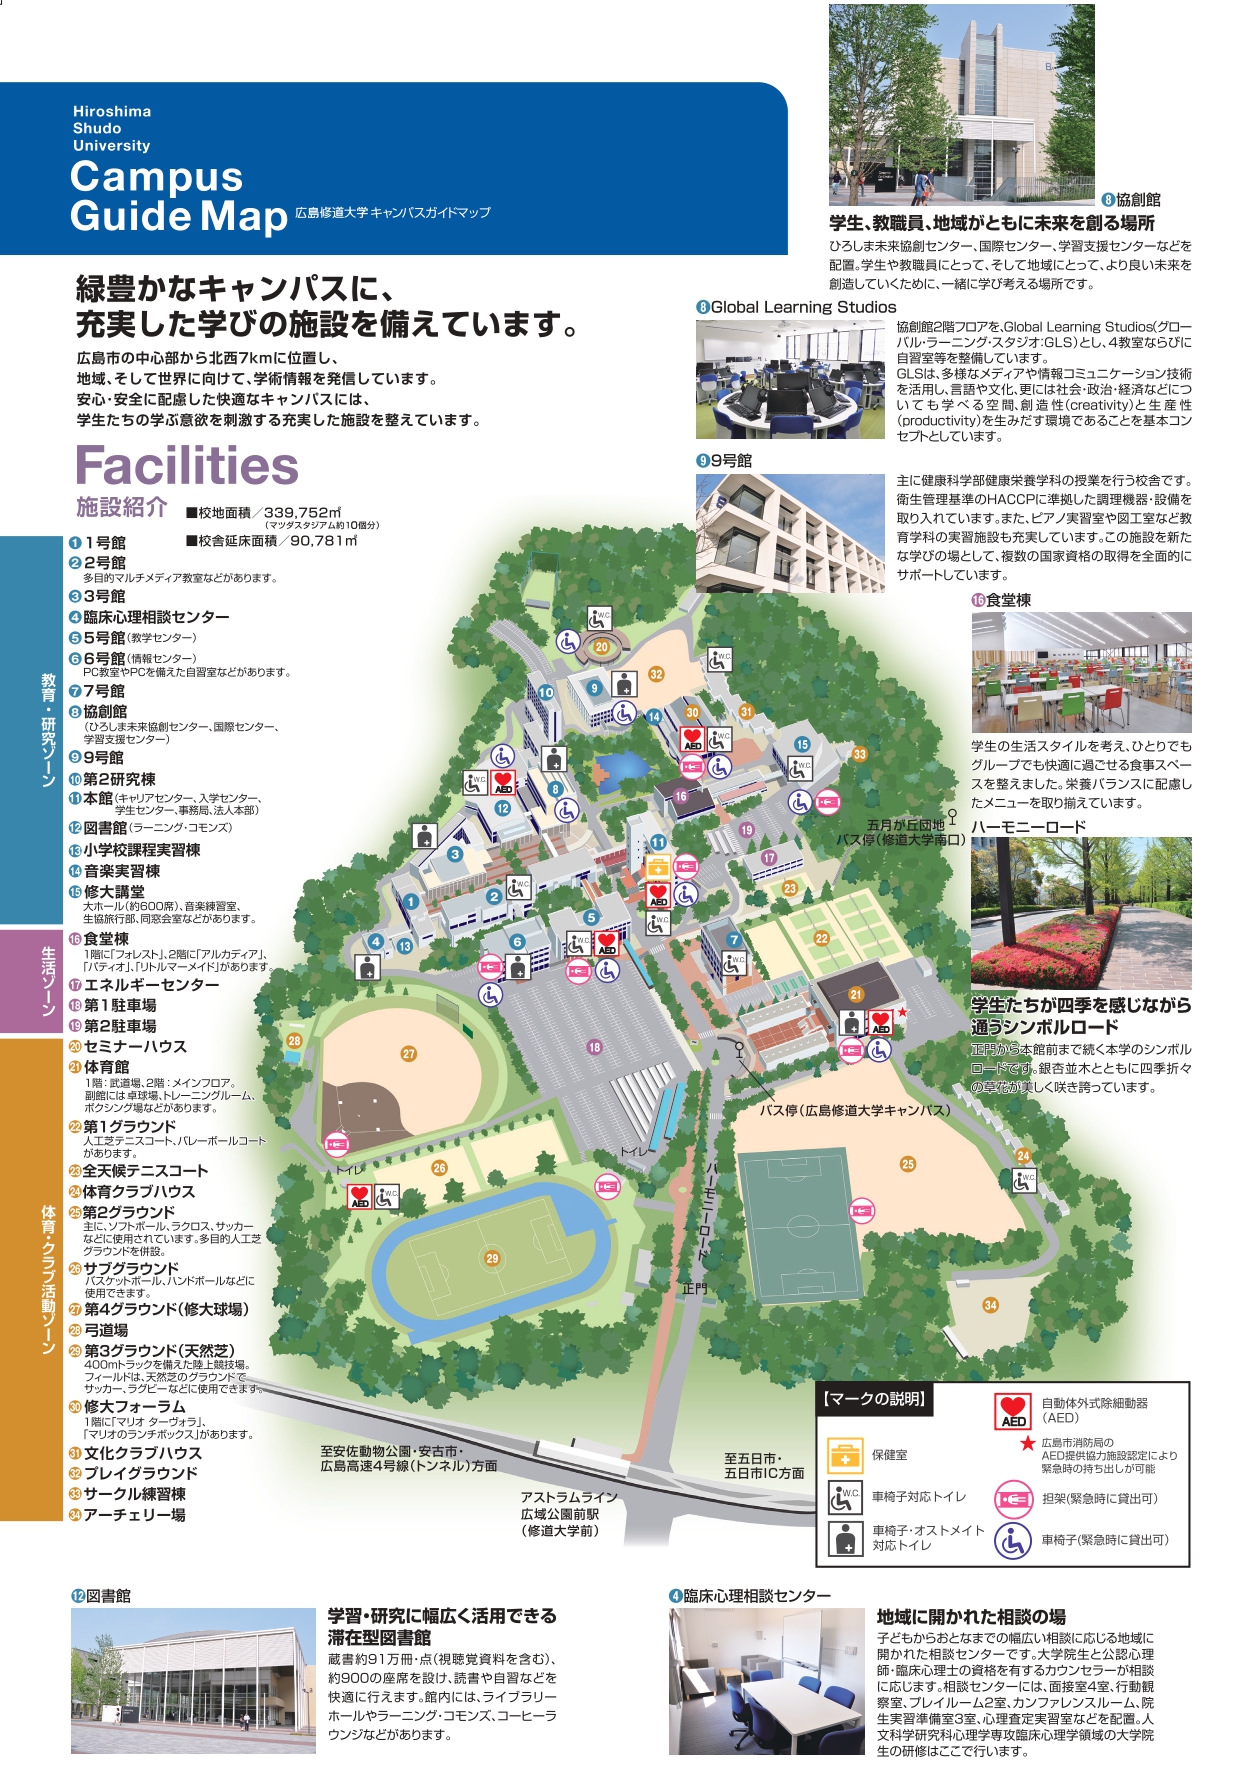 Hiroshima
Shudo
University
Campus
Guide Map 広島修道大学 キャンパスガイドマップ
緑豊かなキャンパスに、
充実した学びの施設を備えています。
広島市の中心部から北西7kmに位置し、
地域、そして世界に向けて、学術情報を発信しています。
安心・安全に配慮した快適なキャンパスには、
学生たちの学ぶ意欲を刺激する充実した施設を整えています。
8協創館
学生、教職員、地域がともに未来を創る場所
ひろしま未来協創センター、国際センター、学習支援センターなどを
配置。学生や教職員にとって、そして地域にとって、より良い未来を
創造していくために、一緒に学び考える場所です。
8Global Learning Studios
協創館2階フロアを、Global Learning Studios(グロー
バル・ラーニング・スタジオ:GLS)とし、4教室ならびに
自習室等を整備しています。
GLSは、多様なメディアや情報コミュニケーション技術
を活用し、言語や文化、更には社会・政治・経済などにつ
いても学べる空間、創造性(creativity)と生産性
(productivity)を生みだす環境であることを基本コン
セプトとしています。
99号館
主に健康科学部健康栄養学科の授業を行う校舎です。
衛生管理基準のHACCPに準拠した調理機器・設備を
取り入れています。また、ピアノ実習室や図工室など教
育学科の実習施設も充実しています。この施設を新た
な学びの場として、複数の国家資格の取得を全面的に
サポートしています。
16食堂棟
学生の生活スタイルを考え、ひとりでも
グループでも快適に過ごせる食事スペー
スを整えました。栄養バランスに配慮し
たメニューを取り揃えています。
ハーモニーロード
学生たちが四季を感じながら
通うシンボルロード
正門から本館前まで続く本学のシンボル
ロードです。銀杏並木とともに四季折々
の草花が美しく咲き誇っています。
Facilities
施設紹介
■校地面積/339,752㎡
(マツダスタジアム約10個分)
■校舎延床面積/90,781㎡
教育・研究ゾーン
1 1号館
2 2号館
多目的マルチメディア教室などがあります。
3 3号館
4 臨床心理相談センター
5 5号館(教学センター)
6 6号館(情報センター)
PC教室やPCを備えた自習室などがあります。
7 7号館
8 協創館
(ひろしま未来協創センター、国際センター、
学習支援センター)
9 9号館
10 第2研究棟
11 本館(キャリアセンター、入学センター、
学生センター、事務局、法人本部)
12 図書館(ラーニング・コモンズ)
13 小学校課程実習棟
14 音楽実習棟
15 修大講堂
大ホール(約600席)、音楽練習室、
生協旅行部、同窓会室などがあります。
生活ゾーン
16 食堂棟
1階に「フォレスト」、2階に「アルカディア」、
「パティオ」、「リトルマーメイド」があります。
17 エネルギーセンター
18 第1駐車場
19 第2駐車場
体育・クラブ活動ゾーン
20 セミナーハウス
21 体育館
1階:武道場、2階:メインフロア。
副館には卓球場、トレーニングルーム、
ボクシング場などがあります。
22 第1グラウンド
人工芝テニスコート、バレーボールコート
があります。
23 全天候テニスコート
24 体育クラブハウス
25 第2グラウンド
主に、ソフトボール、ラクロス、サッカー
などに使用されています。多目的人工芝
グラウンドを併設。
26 サブグラウンド
バスケットボール、ハンドボールなどに
使用できます。
27 第4グラウンド(修大球場)
28 弓道場
29 第3グラウンド(天然芝)
400mトラックを備えた陸上競技場。
フィールドは、天然芝のグラウンドで
サッカー、ラグビーなどに使用できます。
30 修大フォーラム
1階に「マリオ ターヴォラ」、
「マリオのランチボックス」があります。
31 文化クラブハウス
32 プレイグラウンド
33 サークル練習棟
34 アーチェリー場
五月が丘団地
バス停(修道大学南口)
バス停(広島修道大学キャンパス)
トイレ
トイレ
ハーモニーロード
正門
至安佐動物公園・安古市・
広島高速4号線(トンネル)方面
アストラムライン
広域公園前駅
(修道大学前)
至五日市・
五日市IC方面
【マークの説明】
保健室
W.C. 車椅子対応トイレ
車椅子・オストメイト
対応トイレ
AED 自動体外式除細動器
(AED)
★ 広島市消防局の
AED提供協力施設認定により
緊急時の持ち出しが可能
担架(緊急時に貸出可)
車椅子(緊急時に貸出可)
12図書館
学習・研究に幅広く活用できる
滞在型図書館
蔵書約91万冊・点(視聴覚資料を含む)、
約900の座席を設け、読書や自習などを
快適に行えます。館内には、ライブラリー
ホールやラーニング・コモンズ、コーヒーラ
ウンジなどがあります。
4臨床心理相談センター
地域に開かれた相談の場
子どもからおとなまでの幅広い相談に応じる地域に
開かれた相談センターです。大学院生と公認心理
師・臨床心理士の資格を有するカウンセラーが相談
に応じます。相談センターには、面接室4室、行動観
察室、プレイルーム2室、カンファレンスルーム、院
生実習準備室3室、心理査定実習室などを配置。人
文科学研究科心理学専攻臨床心理学領域の大学院
生の研修はここで行います。